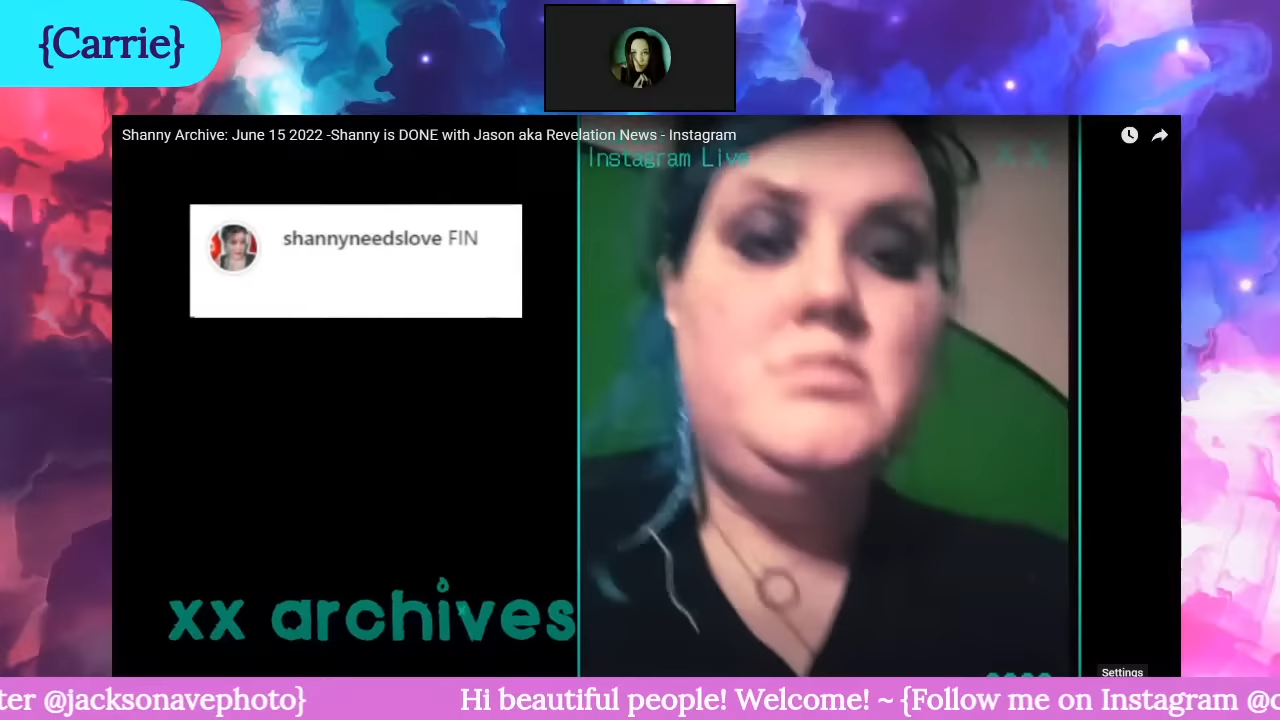 {Carrie}
Shanny Archive: June 15 2022 -Shanny is DONE with Jason aka Revelation News - Instagram
Instagram Live
X X
shannyneedslove FIN
xx archives
Settings
ter @jacksonavephoto} Hi beautiful people! Welcome! ~ {Follow me on Instagram @c